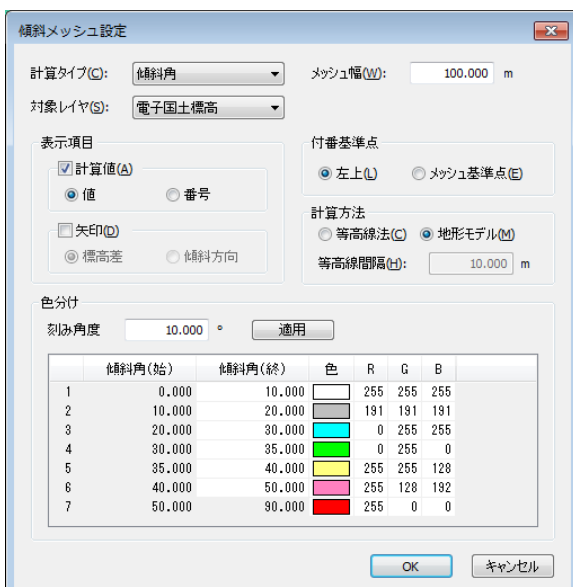 傾斜メッシュ設定
計算タイプ(C): 傾斜角 メッシュ幅(W): 100.000 m
対象レイヤ(S): 電子国土標高
表示項目 付番基準点
計算値(A) 左上(L) メッシュ基準点(E)
値 番号
矢印(D) 計算方法
標高差 傾斜方向 等高線法(C) 地形モデル(M)
等高線間隔(H): 10.000 m
色分け
刻み角度 10.000 ° 適用
傾斜角(始) 傾斜角(終) 色 R G B
1 0.000 10.000 255 255 255
2 10.000 20.000 191 191 191
3 20.000 30.000 0 255 255
4 30.000 35.000 0 255 0
5 35.000 40.000 255 255 128
6 40.000 50.000 255 128 192
7 50.000 90.000 255 0 0
OK キャンセル